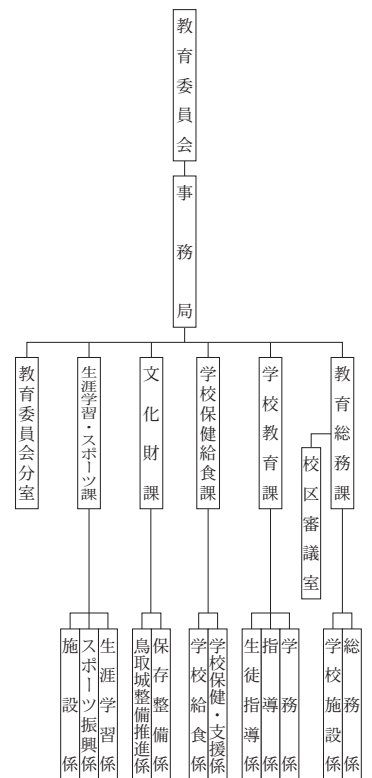 教育委員会
事務局
教育総務課
校区審議室
総務係
学校施設係
学校教育課
学務係
指導係
生徒指導係
学校保健給食課
学校保健・支援係
学校給食係
文化財課
保存整備係
鳥取城整備推進係
生涯学習・スポーツ課
生涯学習係
スポーツ振興係
施設係
教育委員会分室